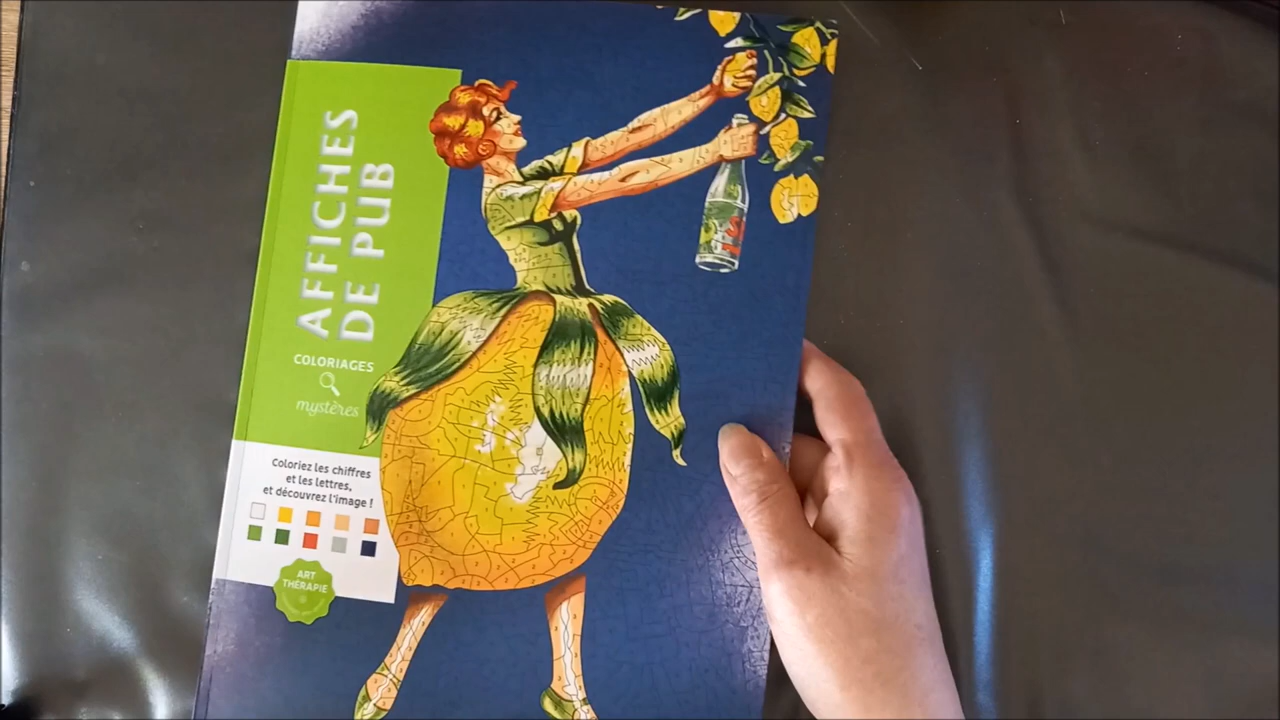 AFFICHES
DE PUB
COLORIAGES
mystères
Coloriez les chiffres
et les lettres,
et découvrez l'image !
ART
THÉRAPIE